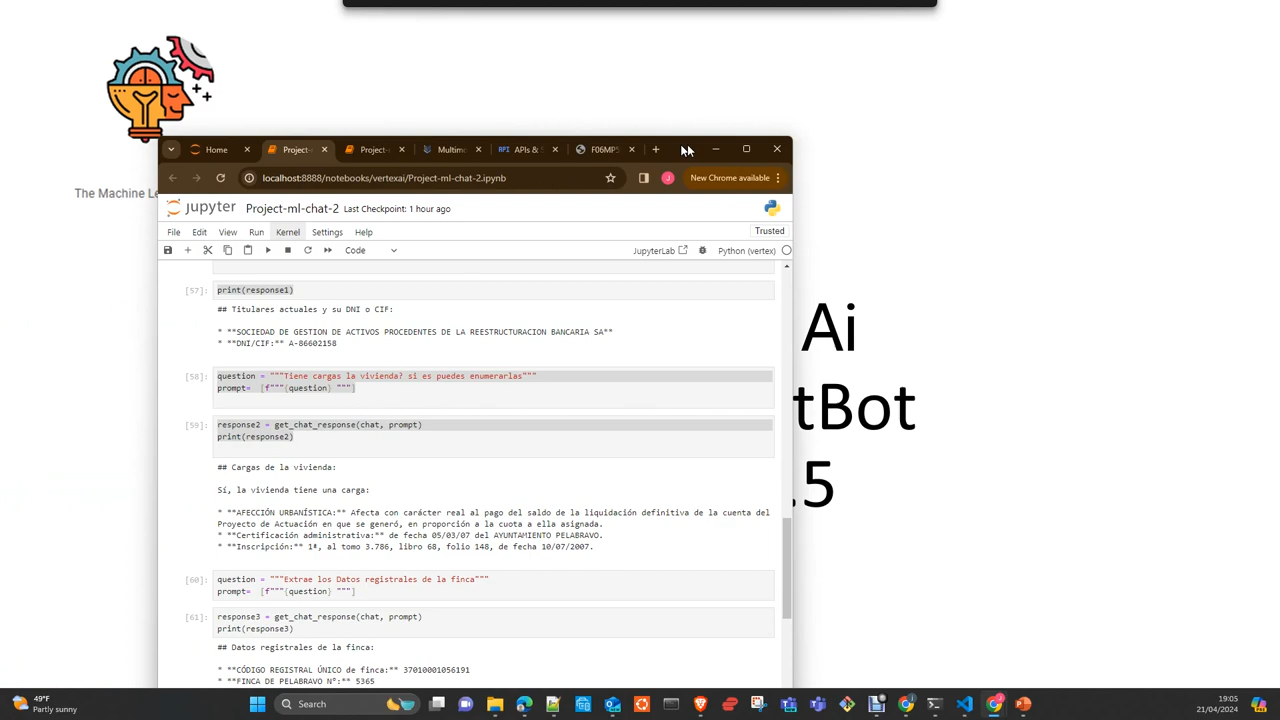 The Machine Le
Ai
tBot
.5
Home
Project-
Project-
Multim
API
APIs &
F06MP5
localhost:8888/notebooks/vertexai/Project-ml-chat-2.ipynb
J
New Chrome available
jupyter
Project-ml-chat-2 Last Checkpoint: 1 hour ago
File Edit View Run Kernel Settings Help
Trusted
Code
JupyterLab
Python (vertex)
[57]:
print(response1)
## Titulares actuales y su DNI o CIF:
* **SOCIEDAD DE GESTION DE ACTIVOS PROCEDENTES DE LA REESTRUCTURACION BANCARIA SA**
* **DNI/CIF:** A-86602158
[58]:
question = """Tiene cargas la vivienda? si es puedes enumerarlas"""
prompt= [f"""{question} """]
[59]:
response2 = get_chat_response(chat, prompt)
print(response2)
## Cargas de la vivienda:
Sí, la vivienda tiene una carga:
* **AFECCIÓN URBANÍSTICA:** Afecta con carácter real al pago del saldo de la liquidación definitiva de la cuenta del
Proyecto de Actuación en que se generó, en proporción a la cuota a ella asignada.
* **Certificación administrativa:** de fecha 05/03/07 del AYUNTAMIENTO PELABRAVO.
* **Inscripción:** 1ª, al tomo 3.786, libro 68, folio 148, de fecha 10/07/2007.
[60]:
question = """Extrae los Datos registrales de la finca"""
prompt= [f"""{question} """]
[61]:
response3 = get_chat_response(chat, prompt)
print(response3)
## Datos registrales de la finca:
* **CÓDIGO REGISTRAL ÚNICO de finca:** 37010001056191
* **FINCA DE PELABRAVO Nº:** 5365
49°F
Partly sunny
Search
19:05
21/04/2024